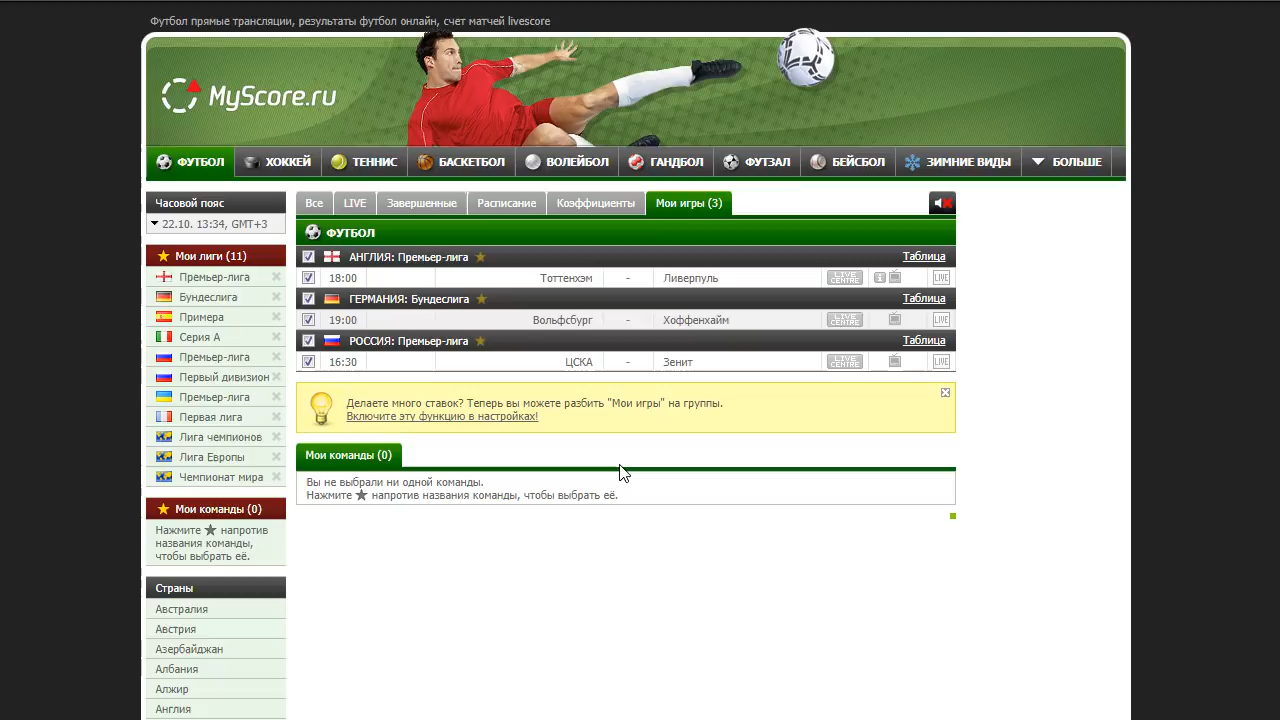 Футбол прямые трансляции, результаты футбол онлайн, счет матчей livescore
MyScore.ru
ФУТБОЛ ХОККЕЙ ТЕННИС БАСКЕТБОЛ ВОЛЕЙБОЛ ГАНДБОЛ ФУТЗАЛ БЕЙСБОЛ ЗИМНИЕ ВИДЫ БОЛЬШЕ
Часовой пояс
22.10. 13:34, GMT+3
Мои лиги (11)
Премьер-лига
Бундеслига
Примера
Серия А
Премьер-лига
Первый дивизион
Премьер-лига
Первая лига
Лига чемпионов
Лига Европы
Чемпионат мира
Мои команды (0)
Нажмите напротив
названия команды,
чтобы выбрать её.
Страны
Австралия
Австрия
Азербайджан
Албания
Алжир
Англия
Все LIVE Завершенные Расписание Коэффициенты Мои игры (3)
ФУТБОЛ
АНГЛИЯ: Премьер-лига Таблица
18:00 Тоттенхэм - Ливерпуль LIVE CENTRE LIVE
ГЕРМАНИЯ: Бундеслига Таблица
19:00 Вольфсбург - Хоффенхайм LIVE CENTRE LIVE
РОССИЯ: Премьер-лига Таблица
16:30 ЦСКА - Зенит LIVE CENTRE LIVE
Делаете много ставок? Теперь вы можете разбить "Мои игры" на группы.
Включите эту функцию в настройках!
Мои команды (0)
Вы не выбрали ни одной команды.
Нажмите напротив названия команды, чтобы выбрать её.